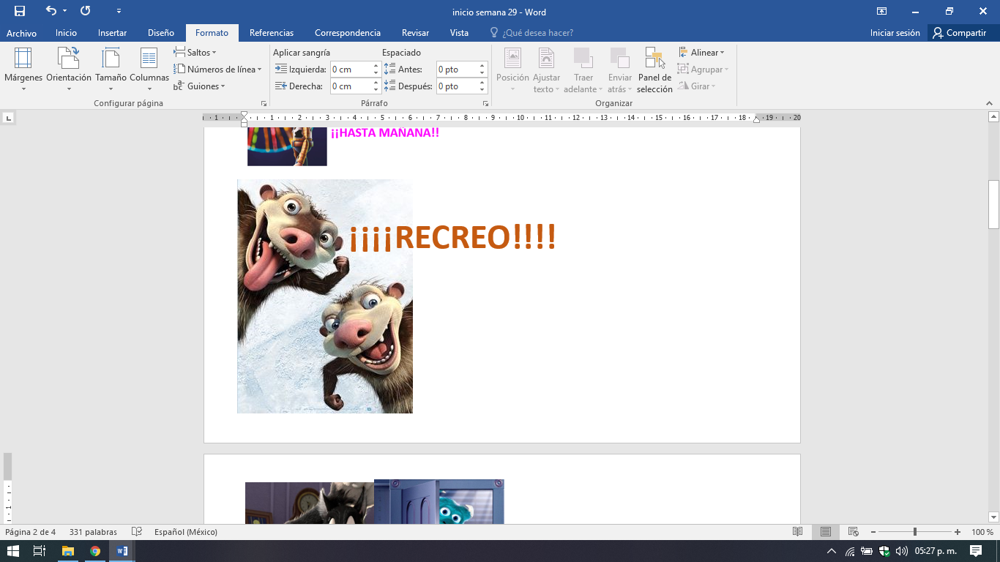 inicio semana 29 - Word
Archivo Inicio Insertar Diseño Formato Referencias Correspondencia Revisar Vista ¿Qué desea hacer? Iniciar sesión Compartir
Márgenes Orientación Tamaño Columnas
Saltos
Números de línea
Guiones
Configurar página
Aplicar sangría Espaciado
Izquierda: 0 cm Antes: 0 pto
Derecha: 0 cm Después: 0 pto
Párrafo
Posición Ajustar texto Traer adelante Enviar atrás Panel de selección
Alinear
Agrupar
Girar
Organizar
1 1 2 3 4 5 6 7 8 9 10 11 12 13 14 15 16 17 18 19 20
¡¡HASTA MAÑANA!!
¡¡¡¡RECREO!!!!
1
Página 2 de 4 331 palabras Español (México) 100 %
05:27 p. m.